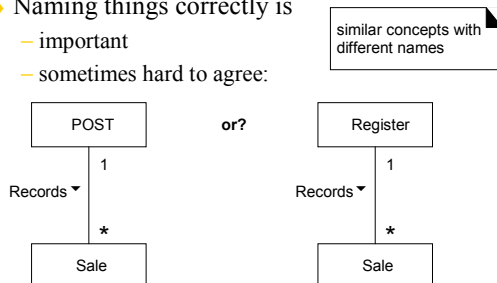 Naming things correctly is
– important
– sometimes hard to agree:
similar concepts with
different names
POST
or?
Register
1
1
Records
Records
*
*
Sale
Sale